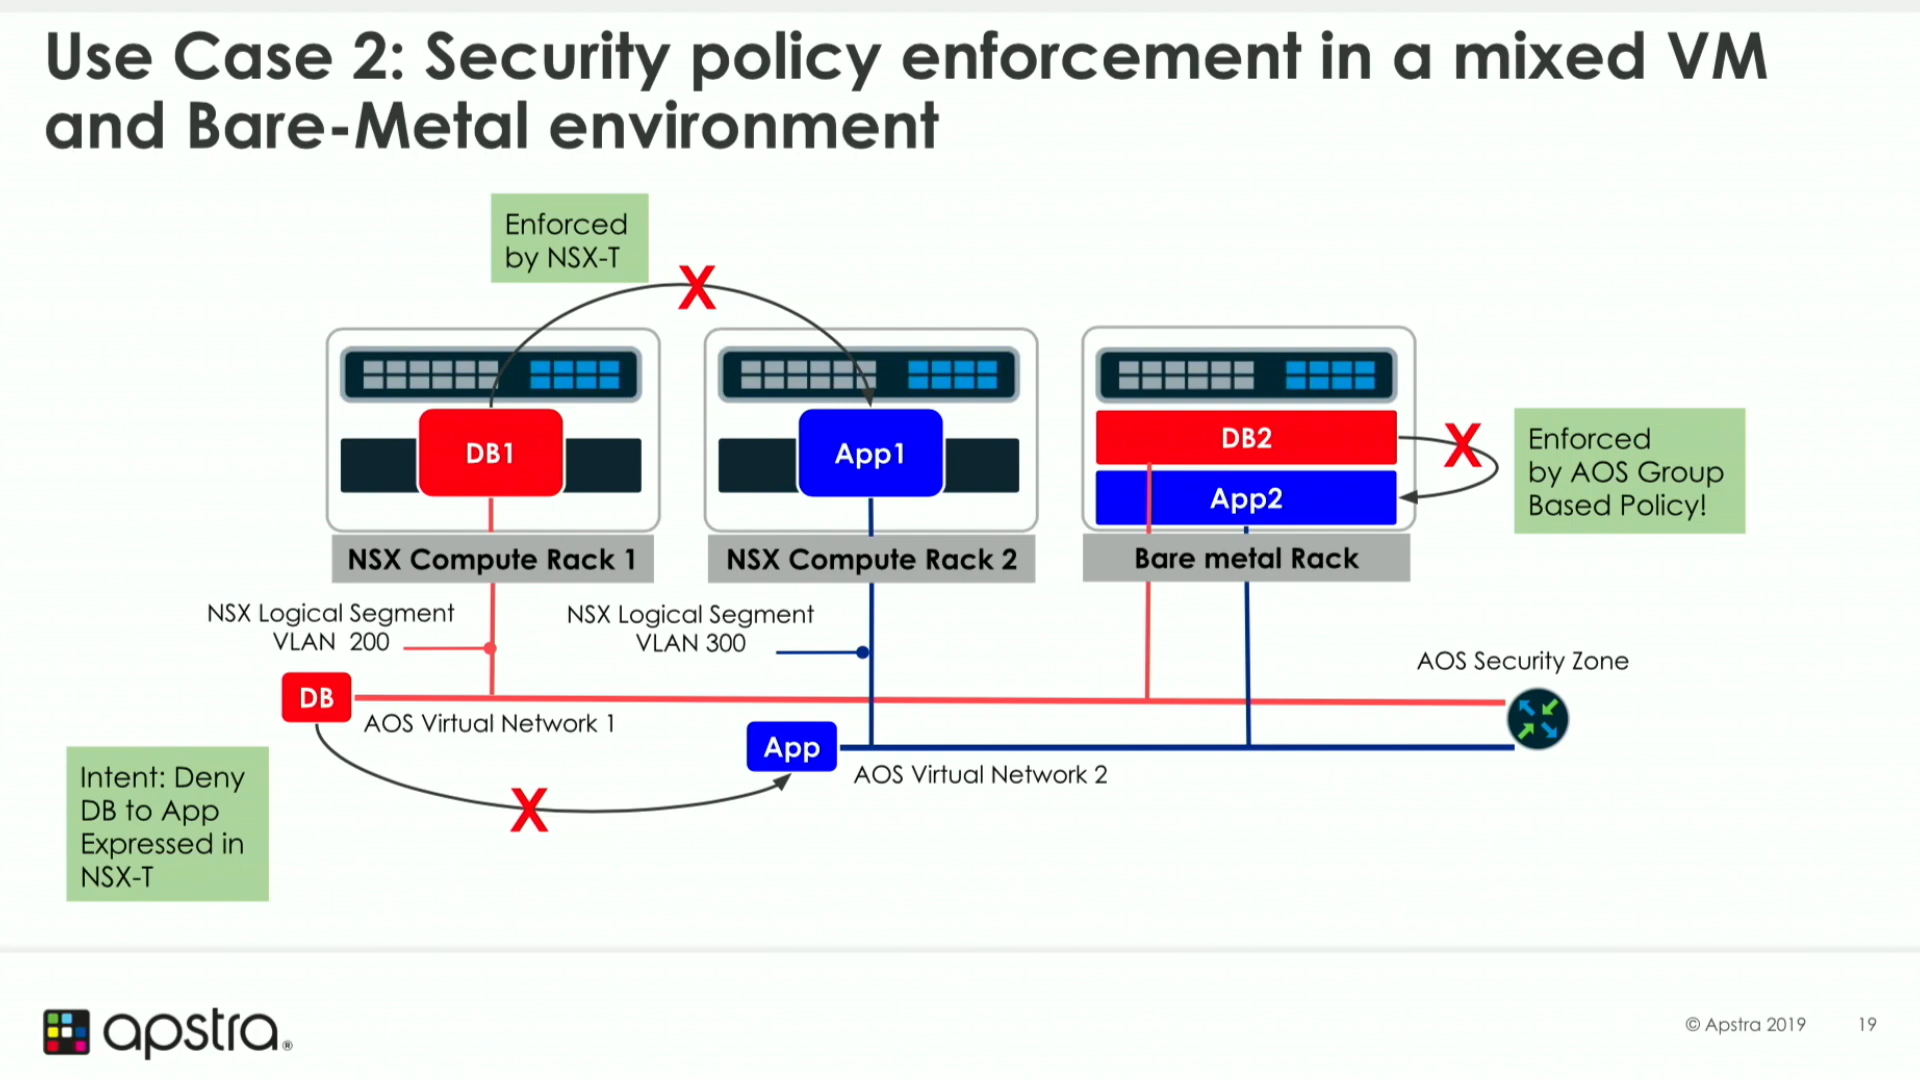 Use Case 2: Security policy enforcement in a mixed VM
and Bare-Metal environment
Enforced
by NSX-T
X
DB1
App1
DB2
App2
X
Enforced
by AOS Group
Based Policy!
NSX Compute Rack 1
NSX Compute Rack 2
Bare metal Rack
NSX Logical Segment
VLAN 200
NSX Logical Segment
VLAN 300
AOS Security Zone
DB
AOS Virtual Network 1
App
AOS Virtual Network 2
Intent: Deny
DB to App
Expressed in
NSX-T
X
apstra®
© Apstra 2019
19